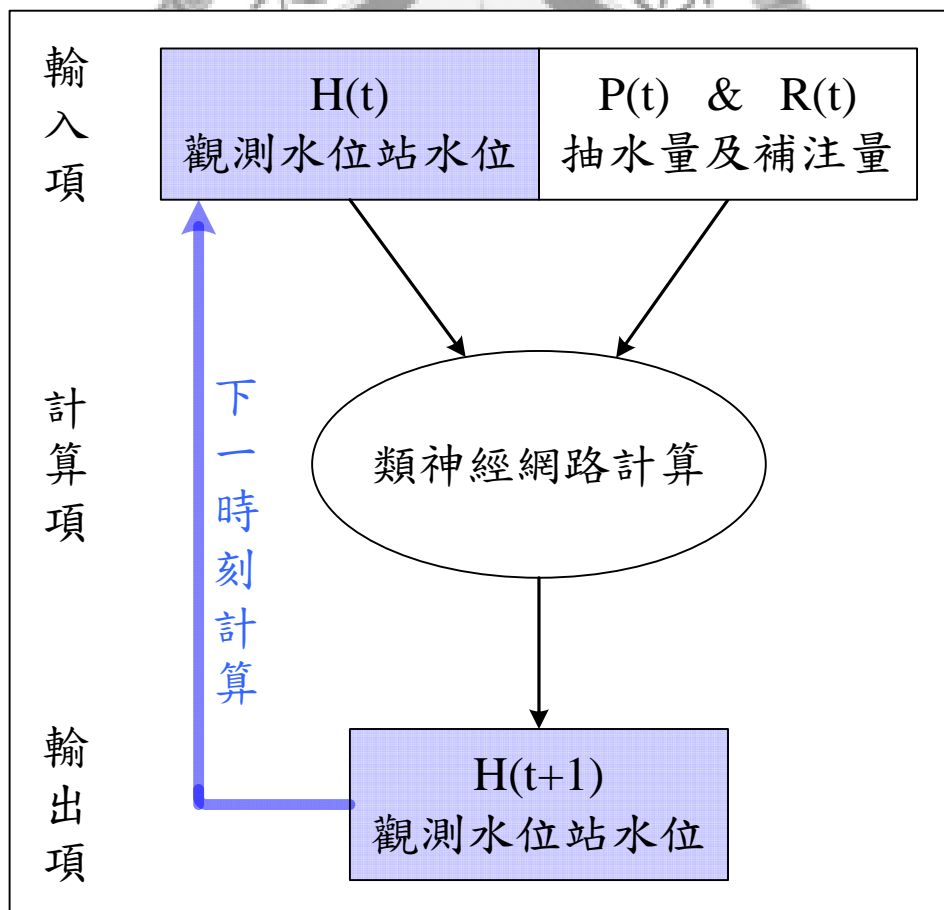 輸入項
H(t)
觀測水位站水位
P(t) & R(t)
抽水量及補注量
計算項
下一時刻計算
類神經網路計算
輸出項
H(t+1)
觀測水位站水位